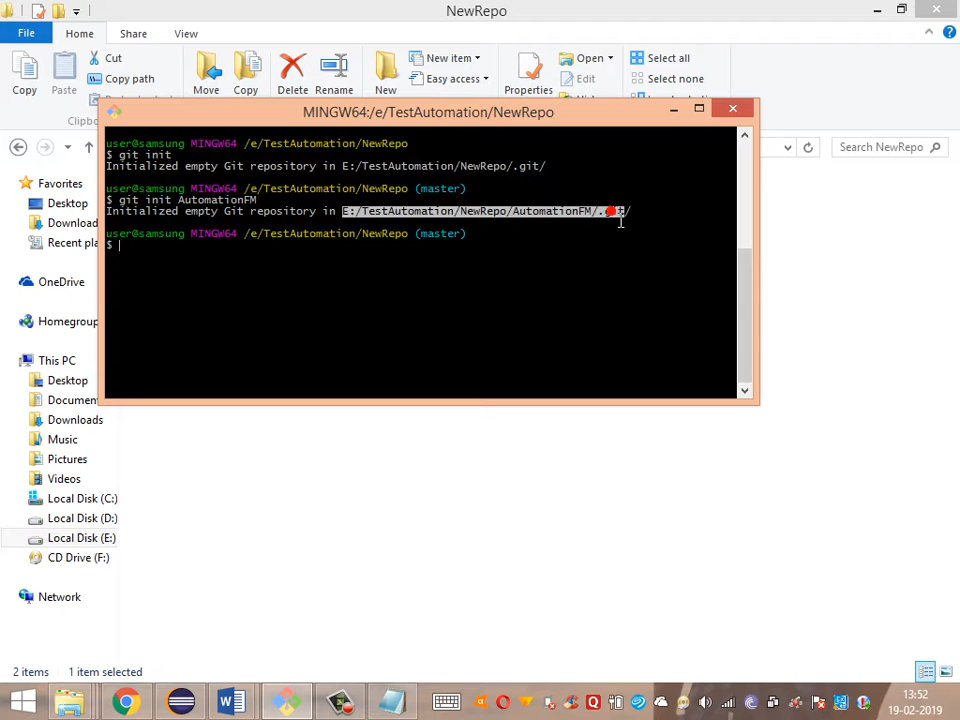 NewRepo
File
Home
Share
View
Copy
Paste
Cut
Copy path
Move
Copy
Delete
Rename
New
New item
Easy access
Properties
Open
Edit
Select all
Select none
MINGW64:/e/TestAutomation/NewRepo
user@samsung MINGW64 /e/TestAutomation/NewRepo
$ git init
Initialized empty Git repository in E:/TestAutomation/NewRepo/.git/
user@samsung MINGW64 /e/TestAutomation/NewRepo (master)
$ git init AutomationFM
Initialized empty Git repository in E:/TestAutomation/NewRepo/AutomationFM/.git/
user@samsung MINGW64 /e/TestAutomation/NewRepo (master)
$
Search NewRepo
Favorites
Desktop
Download
Recent pla
OneDrive
Homegroup
This PC
Desktop
Documen
Downloads
Music
Pictures
Videos
Local Disk (C:)
Local Disk (D:)
Local Disk (E:)
CD Drive (F:)
Network
2 items
1 item selected
13:52
19-02-2019